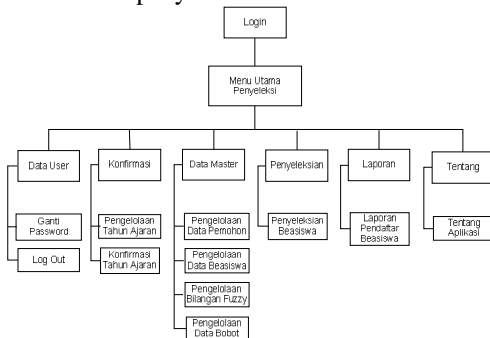 Login
Menu Utama
Penyeleksi
Data User
Konfirmasi
Data Master
Penyeleksian
Laporan
Tentang
Ganti
Password
Log Out
Pengelolaan
Tahun Ajaran
Konfirmasi
Tahun Ajaran
Pengelolaan
Data Pemohon
Pengelolaan
Data Beasiswa
Pengelolaan
Bilangan Fuzzy
Pengelolaan
Data Bobot
Penyeleksian
Beasiswa
Laporan
Pendaftar
Beasiswa
Tentang
Aplikasi